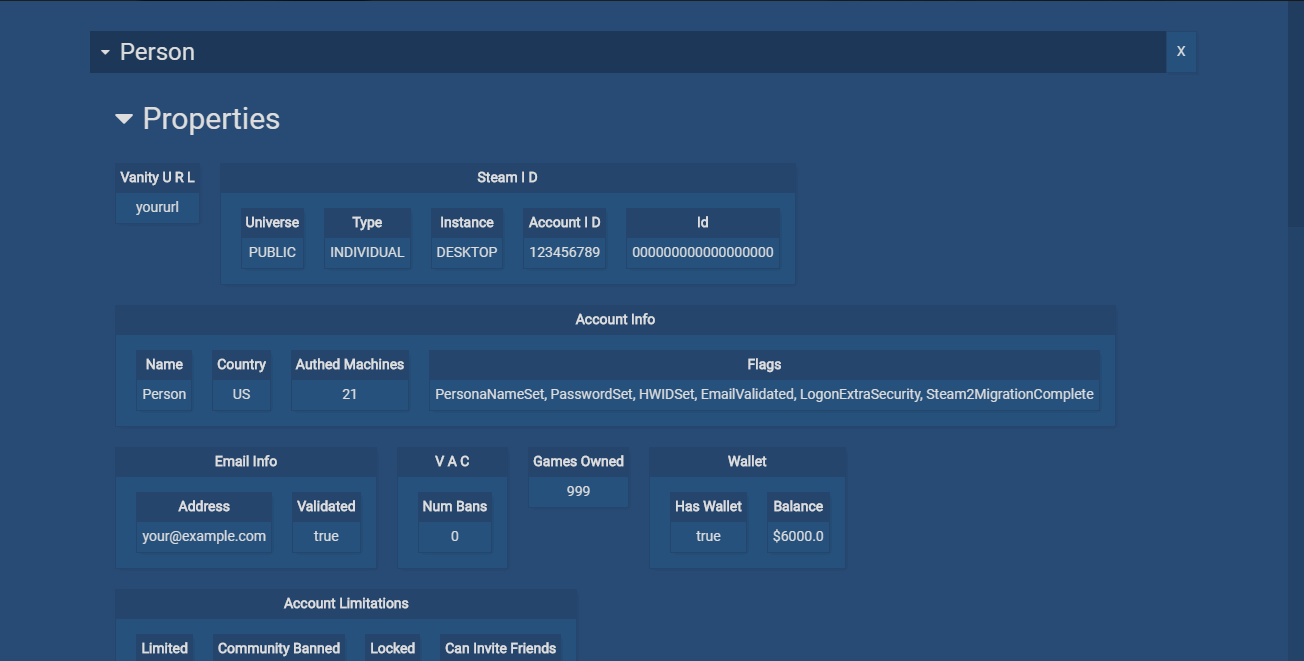 Person
X
Properties
Vanity U R L
yoururl
Steam I D
Universe Type Instance Account I D Id
PUBLIC INDIVIDUAL DESKTOP 123456789 000000000000000000
Account Info
Name Country Authed Machines Flags
Person US 21 PersonaNameSet, PasswordSet, HWIDSet, EmailValidated, LogonExtraSecurity, Steam2MigrationComplete
Email Info V A C Games Owned Wallet
999
Address Validated Num Bans Has Wallet Balance
your@example.com true 0 true $6000.0
Account Limitations
Limited Community Banned Locked Can Invite Friends